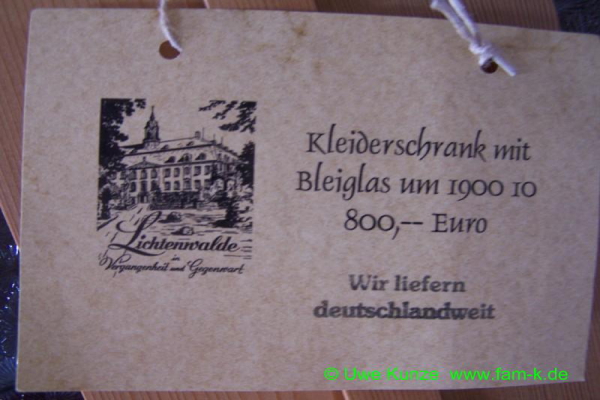 Kleiderschrank mit
Bleiglas um 1900 10
800,-- Euro
Wir liefern
deutschlandweit
Lichtenwalde
in
Vergangenheit und Gegenwart
© Uwe Kunze www.fam-k.de